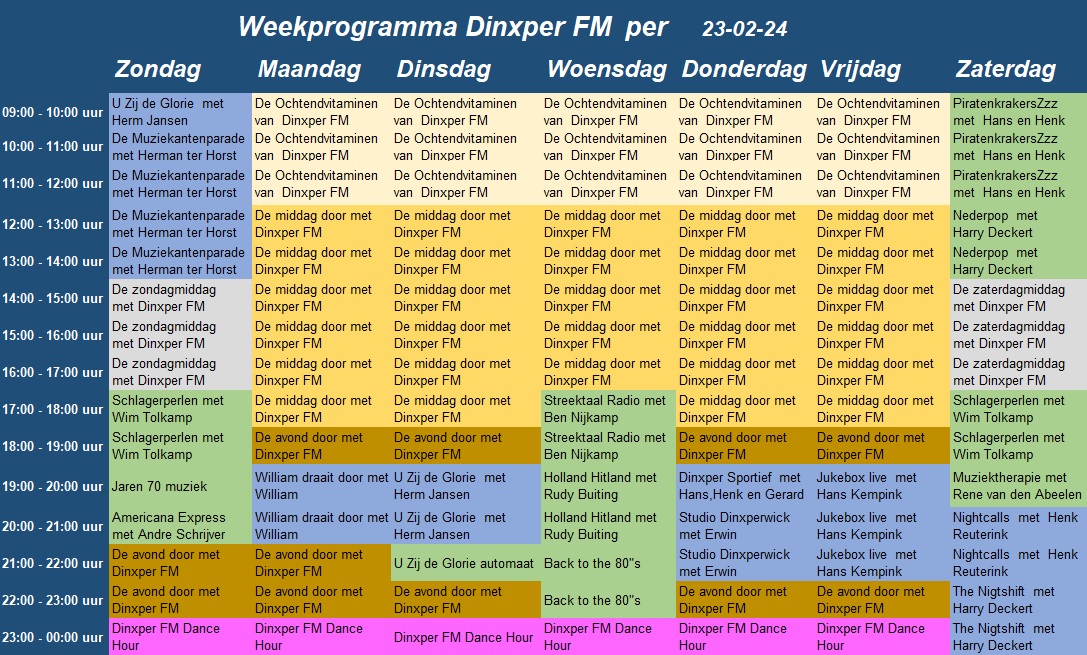 Weekprogramma Dinxper FM per 23-02-24
Zondag Maandag Dinsdag Woensdag Donderdag Vrijdag Zaterdag
09:00 - 10:00 uur
U Zij de Glorie met
Herm Jansen
De Ochtendvitaminen
van Dinxper FM
De Ochtendvitaminen
van Dinxper FM
De Ochtendvitaminen
van Dinxper FM
De Ochtendvitaminen
van Dinxper FM
De Ochtendvitaminen
van Dinxper FM
PiratenkrakersZzz
met Hans en Henk
10:00 - 11:00 uur
De Muziekantenparade
met Herman ter Horst
De Ochtendvitaminen
van Dinxper FM
De Ochtendvitaminen
van Dinxper FM
De Ochtendvitaminen
van Dinxper FM
De Ochtendvitaminen
van Dinxper FM
De Ochtendvitaminen
van Dinxper FM
PiratenkrakersZzz
met Hans en Henk
11:00 - 12:00 uur
De Muziekantenparade
met Herman ter Horst
De Ochtendvitaminen
van Dinxper FM
De Ochtendvitaminen
van Dinxper FM
De Ochtendvitaminen
van Dinxper FM
De Ochtendvitaminen
van Dinxper FM
De Ochtendvitaminen
van Dinxper FM
PiratenkrakersZzz
met Hans en Henk
12:00 - 13:00 uur
De Muziekantenparade
met Herman ter Horst
De middag door met
Dinxper FM
De middag door met
Dinxper FM
De middag door met
Dinxper FM
De middag door met
Dinxper FM
De middag door met
Dinxper FM
Nederpop met
Harry Deckert
13:00 - 14:00 uur
De Muziekantenparade
met Herman ter Horst
De middag door met
Dinxper FM
De middag door met
Dinxper FM
De middag door met
Dinxper FM
De middag door met
Dinxper FM
De middag door met
Dinxper FM
Nederpop met
Harry Deckert
14:00 - 15:00 uur
De zondagmiddag
met Dinxper FM
De middag door met
Dinxper FM
De middag door met
Dinxper FM
De middag door met
Dinxper FM
De middag door met
Dinxper FM
De middag door met
Dinxper FM
De zaterdagmiddag
met Dinxper FM
15:00 - 16:00 uur
De zondagmiddag
met Dinxper FM
De middag door met
Dinxper FM
De middag door met
Dinxper FM
De middag door met
Dinxper FM
De middag door met
Dinxper FM
De middag door met
Dinxper FM
De zaterdagmiddag
met Dinxper FM
16:00 - 17:00 uur
De zondagmiddag
met Dinxper FM
De middag door met
Dinxper FM
De middag door met
Dinxper FM
De middag door met
Dinxper FM
De middag door met
Dinxper FM
De middag door met
Dinxper FM
De zaterdagmiddag
met Dinxper FM
17:00 - 18:00 uur
Schlagerperlen met
Wim Tolkamp
De middag door met
Dinxper FM
De middag door met
Dinxper FM
Streektaal Radio met
Ben Nijkamp
De middag door met
Dinxper FM
De middag door met
Dinxper FM
Schlagerperlen met
Wim Tolkamp
18:00 - 19:00 uur
Schlagerperlen met
Wim Tolkamp
De avond door met
Dinxper FM
De avond door met
Dinxper FM
Streektaal Radio met
Ben Nijkamp
De avond door met
Dinxper FM
De avond door met
Dinxper FM
Schlagerperlen met
Wim Tolkamp
19:00 - 20:00 uur
Jaren 70 muziek
William draait door met
William
U Zij de Glorie met
Herm Jansen
Holland Hitland met
Rudy Buiting
Dinxper Sportief met
Hans,Henk en Gerard
Jukebox live met
Hans Kempink
Muziektherapie met
Rene van den Abeelen
20:00 - 21:00 uur
Americana Express
met Andre Schrijver
William draait door met
William
U Zij de Glorie met
Herm Jansen
Holland Hitland met
Rudy Buiting
Studio Dinxperwick
met Erwin
Jukebox live met
Hans Kempink
Nightcalls met Henk
Reuterink
21:00 - 22:00 uur
De avond door met
Dinxper FM
De avond door met
Dinxper FM
U Zij de Glorie automaat
Back to the 80"s
Studio Dinxperwick
met Erwin
Jukebox live met
Hans Kempink
Nightcalls met Henk
Reuterink
22:00 - 23:00 uur
De avond door met
Dinxper FM
De avond door met
Dinxper FM
De avond door met
Dinxper FM
Back to the 80"s
De avond door met
Dinxper FM
De avond door met
Dinxper FM
The Nigtshift met
Harry Deckert
23:00 - 00:00 uur
Dinxper FM Dance
Hour
Dinxper FM Dance
Hour
Dinxper FM Dance Hour
Dinxper FM Dance
Hour
Dinxper FM Dance
Hour
Dinxper FM Dance
Hour
The Nigtshift met
Harry Deckert